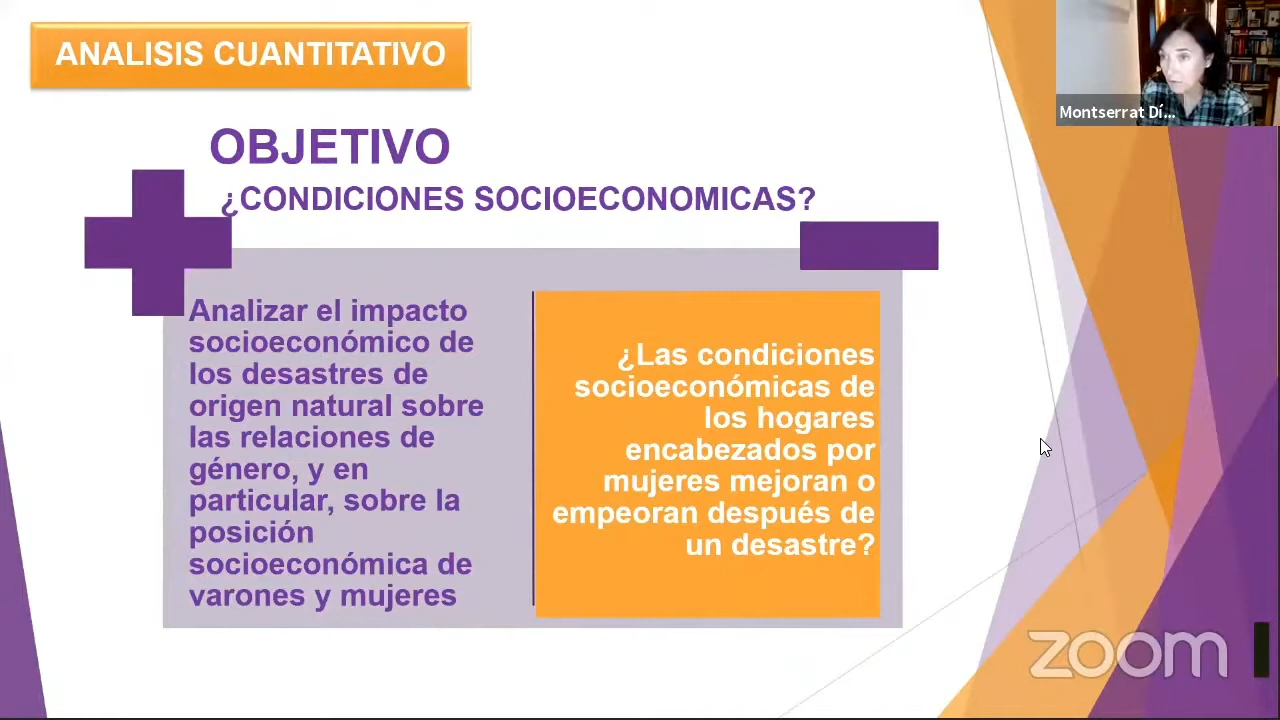 ANALISIS CUANTITATIVO
OBJETIVO
¿CONDICIONES SOCIOECONOMICAS?
Analizar el impacto
socioeconómico de
los desastres de
origen natural sobre
las relaciones de
género, y en
particular, sobre la
posición
socioeconómica de
varones y mujeres
¿Las condiciones
socioeconómicas de
los hogares
encabezados por
mujeres mejoran o
empeoran después de
un desastre?
Montserrat Dí...
zoom